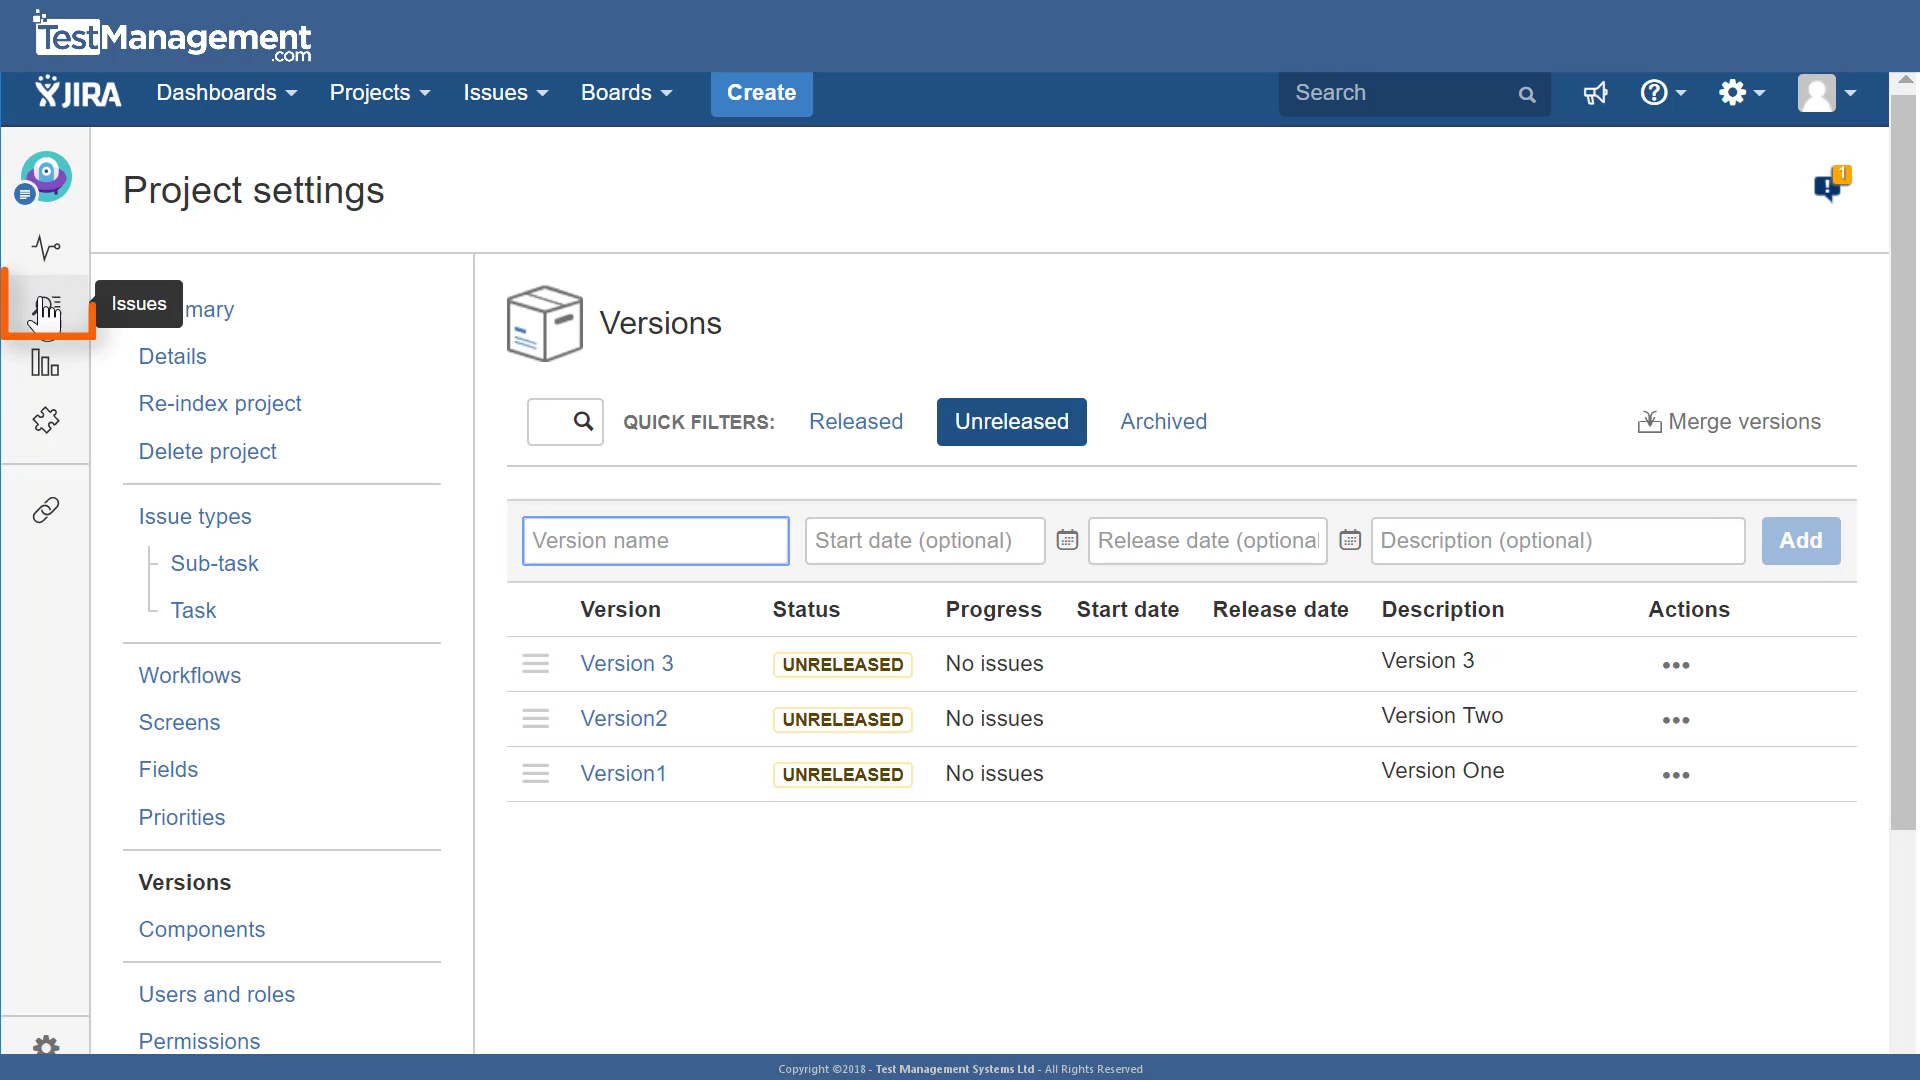 TestManagement
.com
JIRA Dashboards Projects Issues Boards Create Search
Project settings
1
Issues
mary
Details
Re-index project
Delete project
Issue types
Sub-task
Task
Workflows
Screens
Fields
Priorities
Versions
Components
Users and roles
Permissions
Versions
QUICK FILTERS: Released Unreleased Archived Merge versions
Version name Start date (optional) Release date (optional Description (optional) Add
Version Status Progress Start date Release date Description Actions
Version 3 UNRELEASED No issues Version 3
Version2 UNRELEASED No issues Version Two
Version1 UNRELEASED No issues Version One
Copyright ©2018 - Test Management Systems Ltd - All Rights Reserved